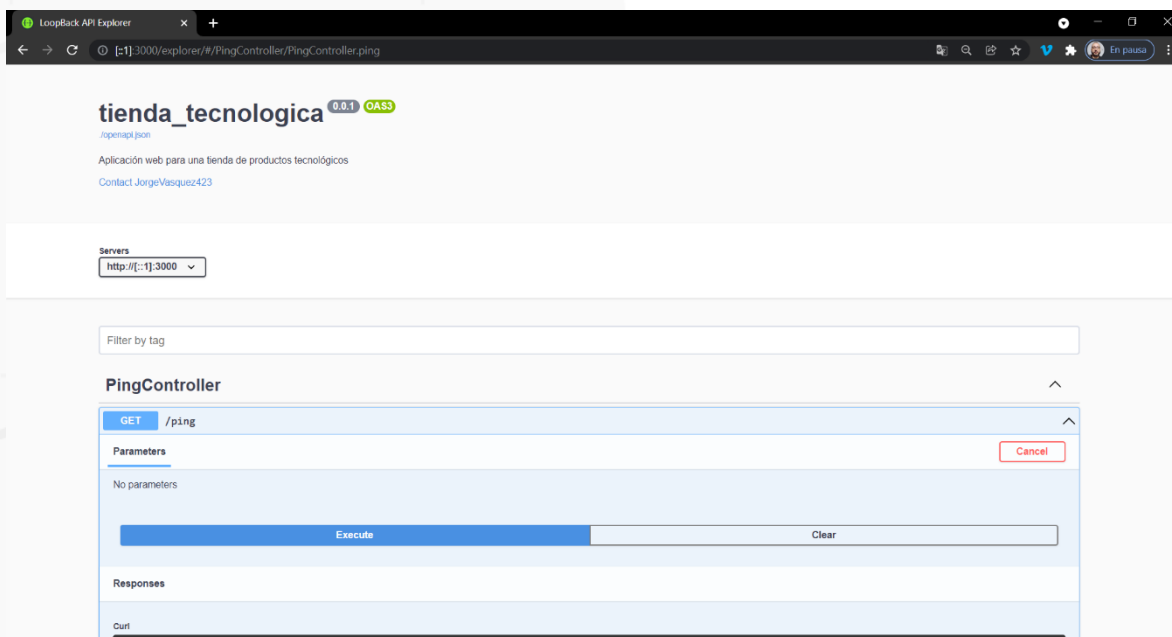 LoopBack API Explorer
[::1]:3000/explorer/#/PingController/PingController.ping
En pausa
tienda_tecnologica 0.0.1 OAS3
/openapi.json
Aplicación web para una tienda de productos tecnológicos
Contact JorgeVasquez423
Servers
http://[::1]:3000
Filter by tag
PingController
GET /ping
Parameters Cancel
No parameters
Execute Clear
Responses
Curl